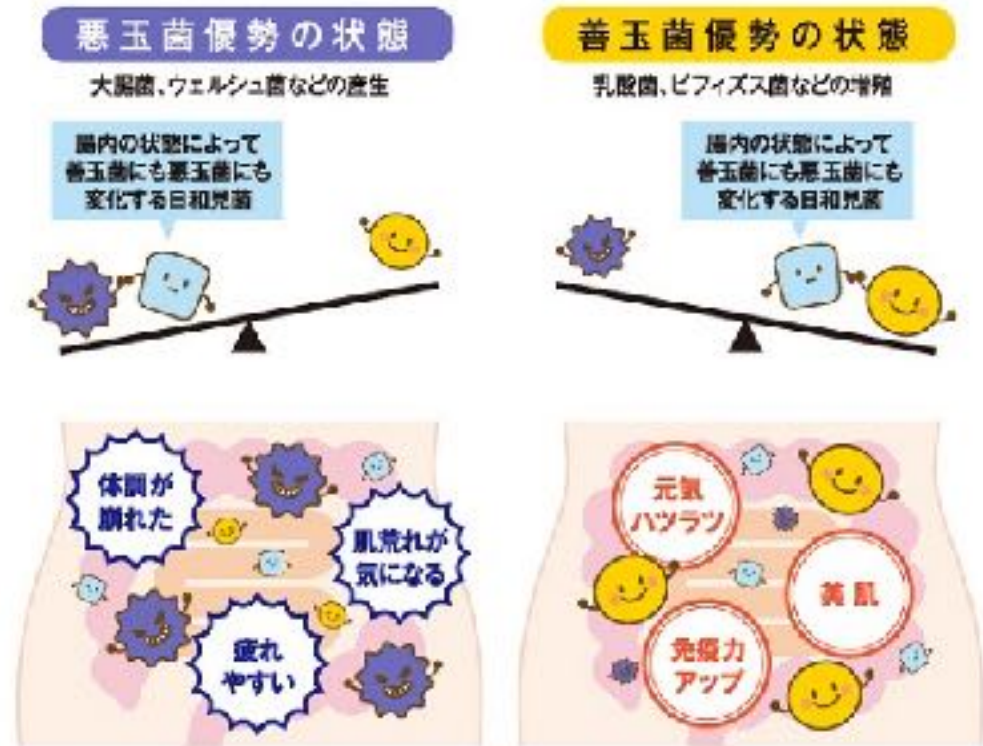 悪玉菌優勢の状態
大腸菌、ウェルシュ菌などの産生
腸内の状態によって
善玉菌にも悪玉菌にも
変化する日和見菌
体調が
崩れた
肌荒れが
気になる
疲れ
やすい
善玉菌優勢の状態
乳酸菌、ビフィズス菌などの増殖
腸内の状態によって
善玉菌にも悪玉菌にも
変化する日和見菌
元気
ハツラツ
美肌
免疫力
アップ